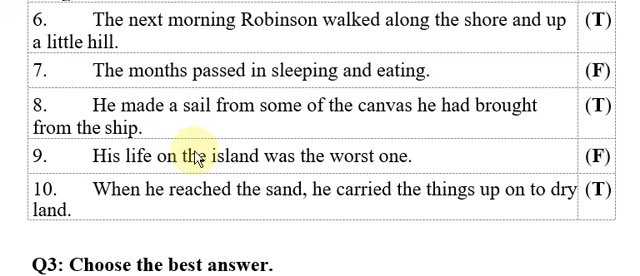 6. The next morning Robinson walked along the shore and up (T)
a little hill.
7. The months passed in sleeping and eating. (F)
8. He made a sail from some of the canvas he had brought (T)
from the ship.
9. His life on the island was the worst one. (F)
10. When he reached the sand, he carried the things up on to dry (T)
land.
Q3: Choose the best answer.